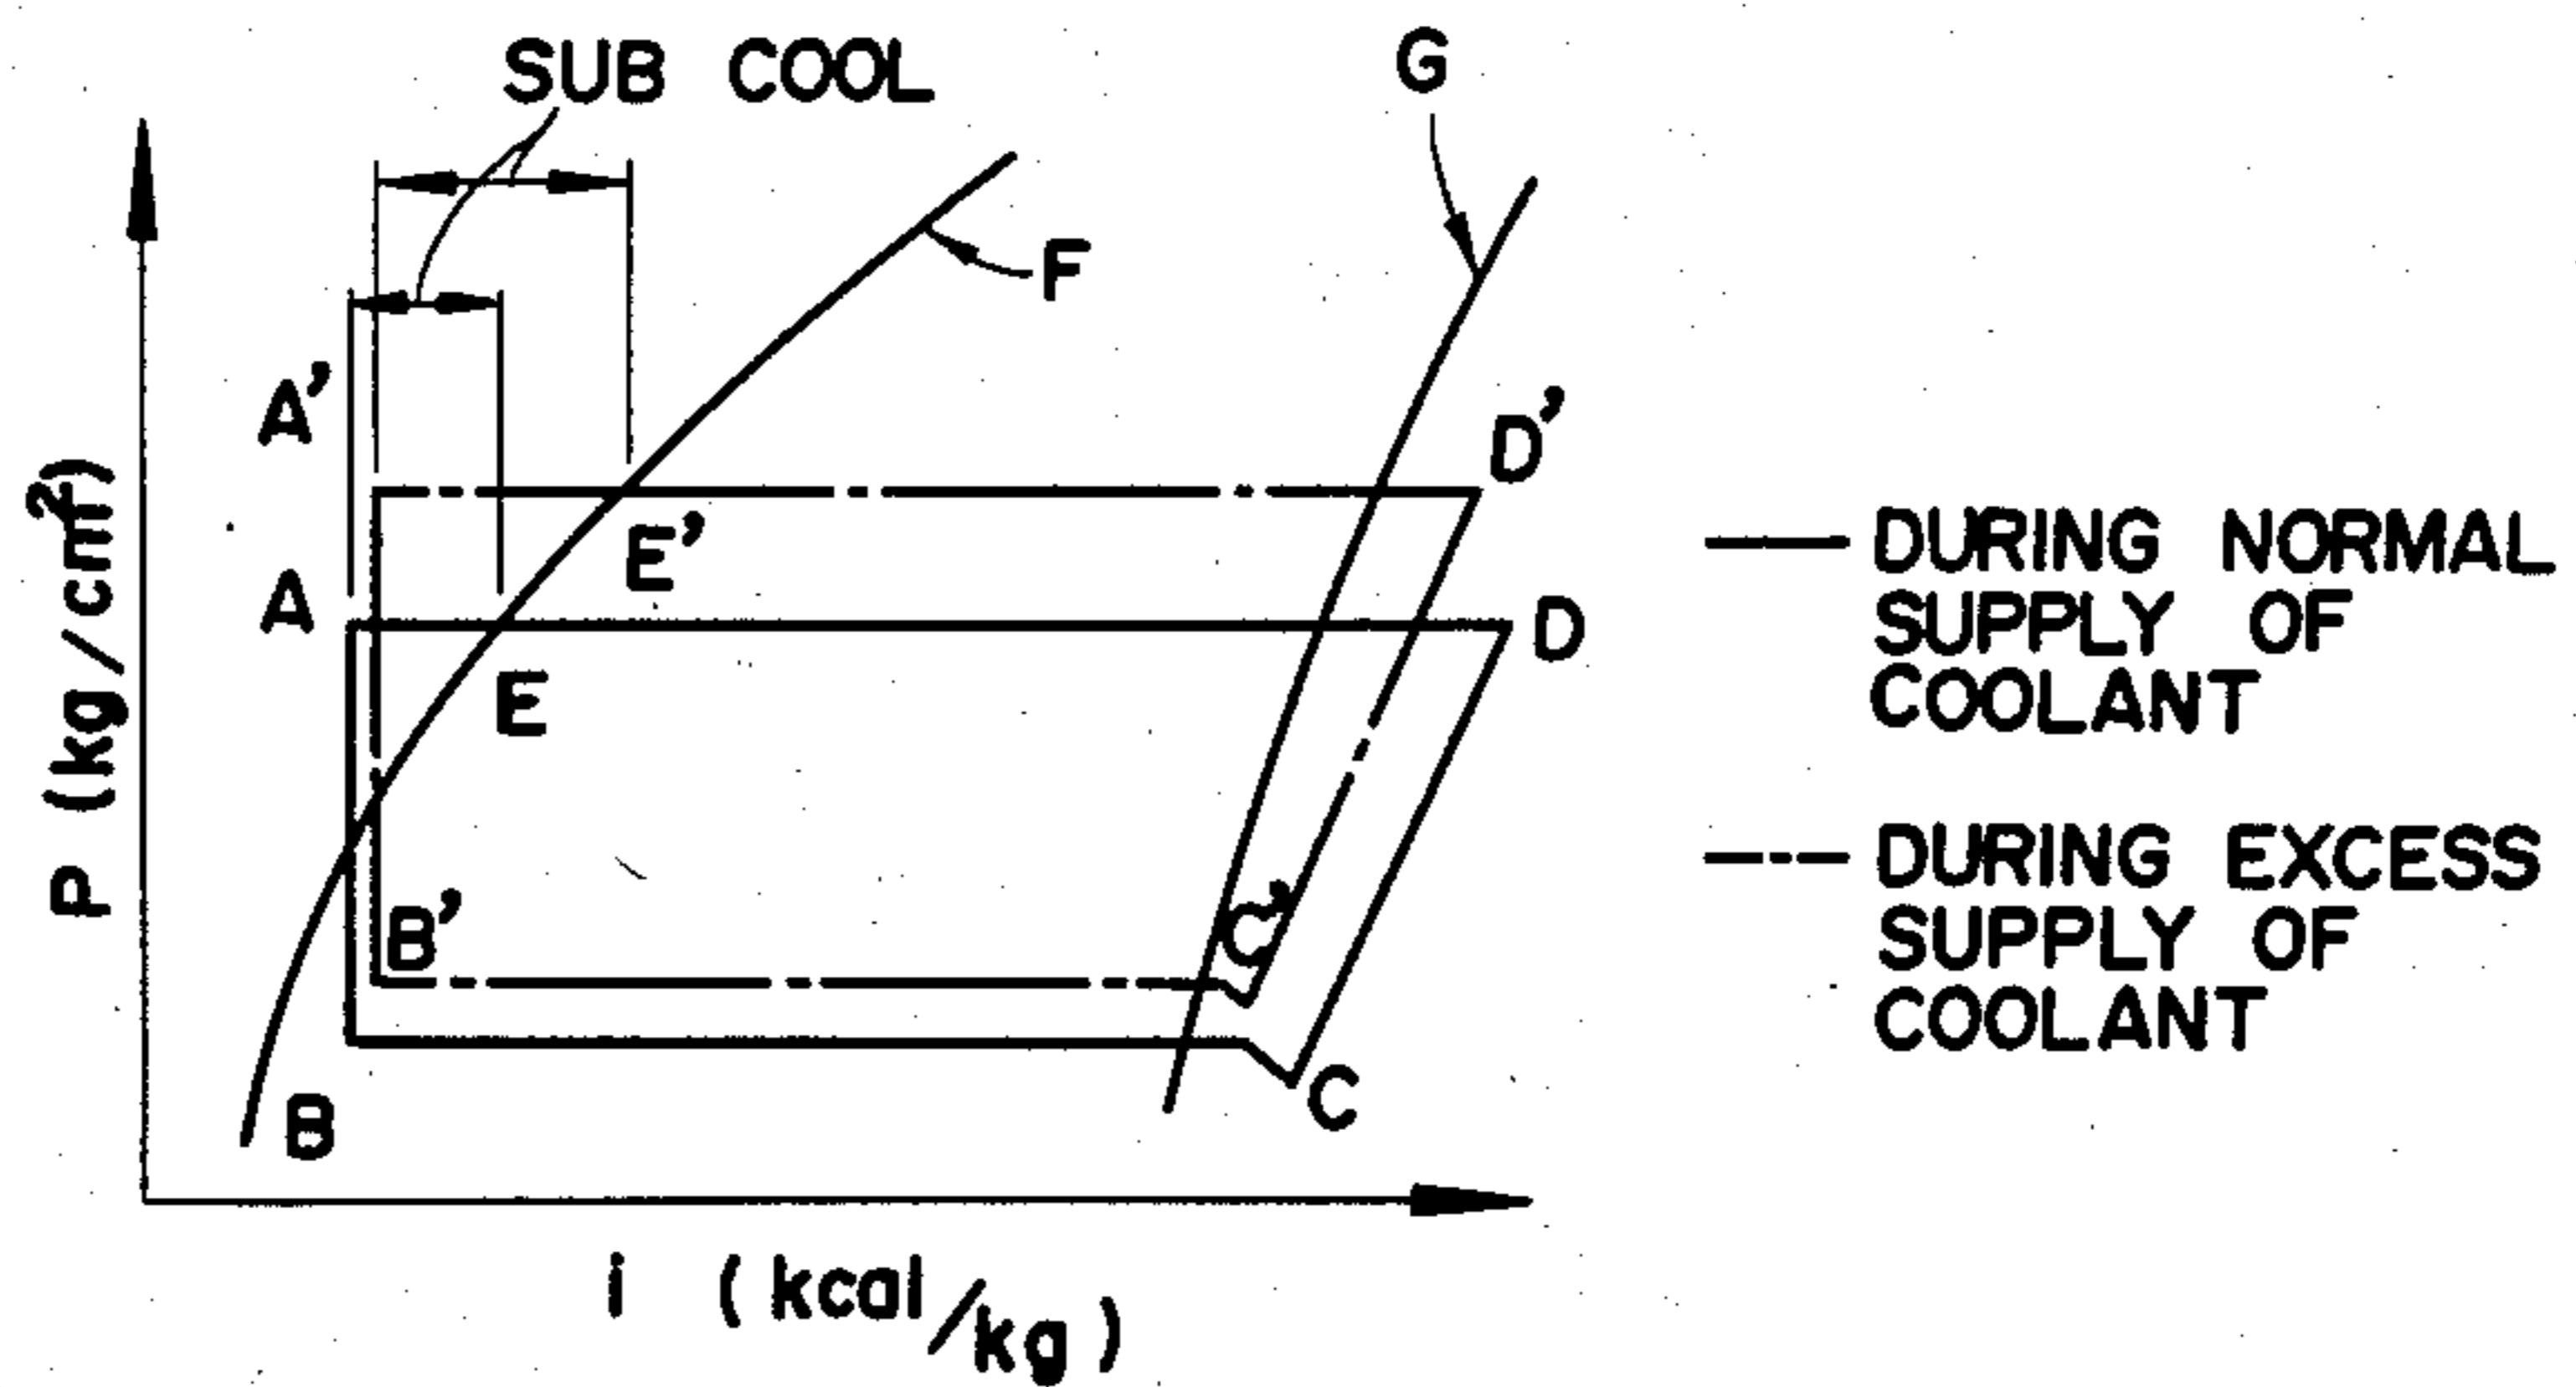 SUB COOL
G
F
A'
D'
E'
A
D
E
P (kg/cm²)
B'
C'
B
C
i (kcal/kg)
DURING NORMAL
SUPPLY OF
COOLANT
DURING EXCESS
SUPPLY OF
COOLANT